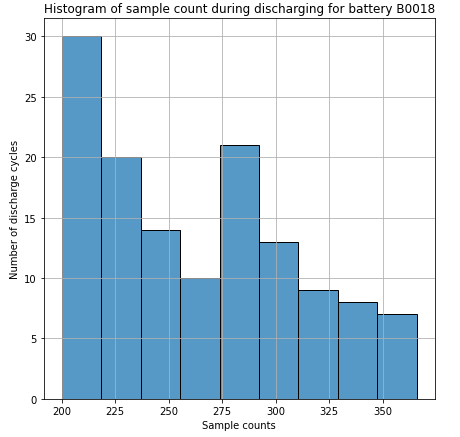 Histogram of sample count during discharging for battery B0018
30
25
20
15
10
5
0
Number of discharge cycles
200 225 250 275 300 325 350
Sample counts